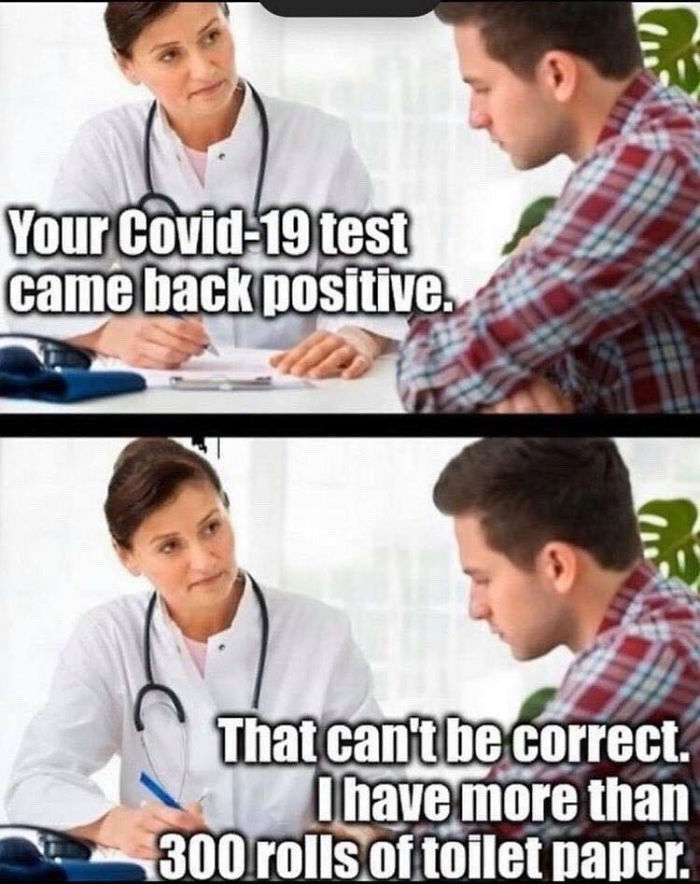 Your Covid-19 test
came back positive.
That can't be correct.
I have more than
300 rolls of toilet paper.